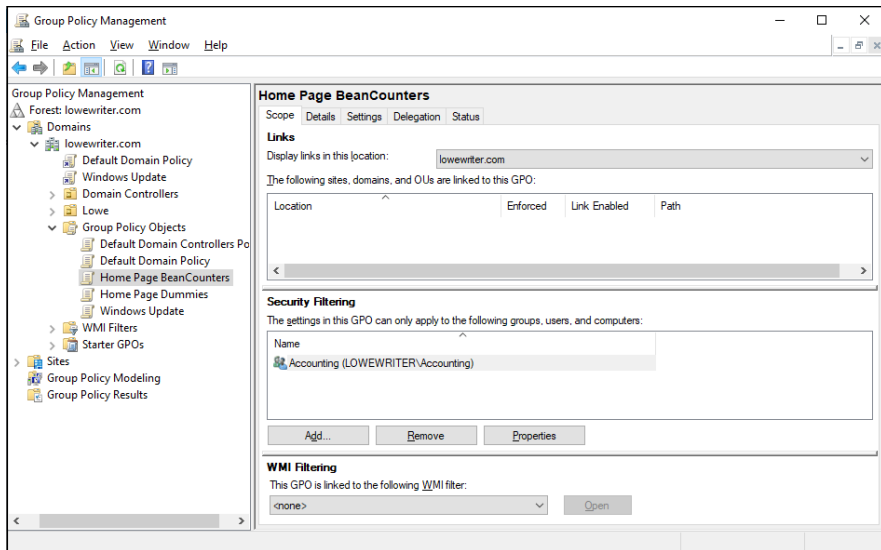 Group Policy Management
File Action View Window Help
Group Policy Management
Forest: lowewriter.com
Domains
lowewriter.com
Default Domain Policy
Windows Update
Domain Controllers
Lowe
Group Policy Objects
Default Domain Controllers Po
Default Domain Policy
Home Page BeanCounters
Home Page Dummies
Windows Update
WMI Filters
Starter GPOs
Sites
Group Policy Modeling
Group Policy Results
Home Page BeanCounters
Scope Details Settings Delegation Status
Links
Display links in this location: lowewriter.com
The following sites, domains, and OUs are linked to this GPO:
Location Enforced Link Enabled Path
Security Filtering
The settings in this GPO can only apply to the following groups, users, and computers:
Name
Accounting (LOWEWRITER\Accounting)
Add... Remove Properties
WMI Filtering
This GPO is linked to the following WMI filter:
<none> Open